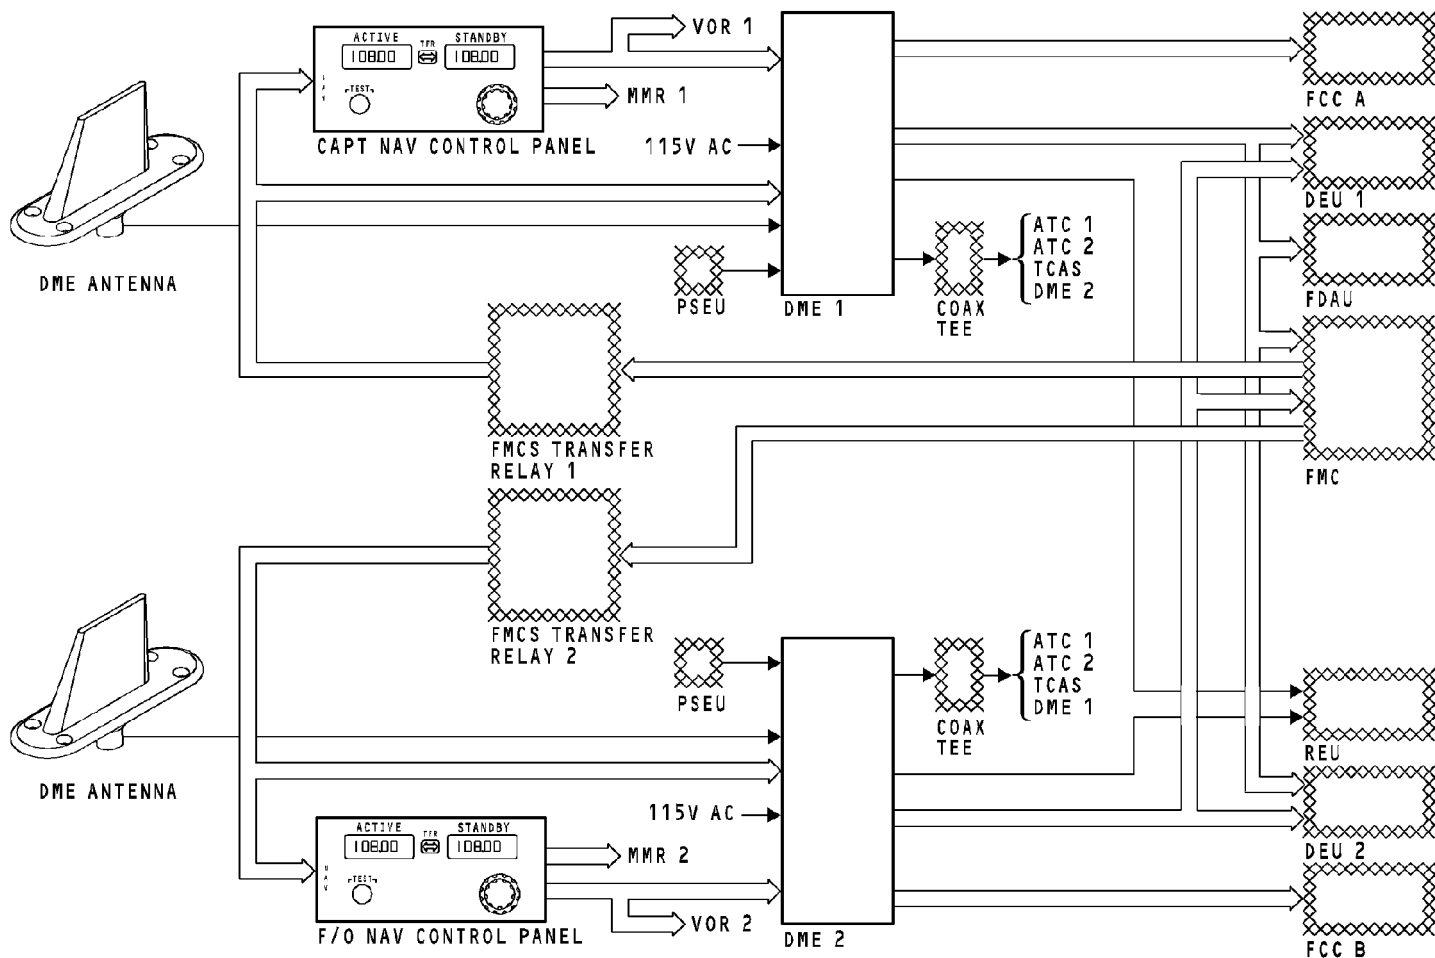 VOR 1
ACTIVE
TFR
STANDBY
108.00
108.00
TEST
MMR 1
CAPT NAV CONTROL PANEL
115V AC
FCC A
DEU 1
DME ANTENNA
PSEU
DME 1
COAX
TEE
ATC 1
ATC 2
TCAS
DME 2
FDAU
FMCS TRANSFER
RELAY 1
FMC
FMCS TRANSFER
RELAY 2
PSEU
COAX
TEE
ATC 1
ATC 2
TCAS
DME 1
REU
DME ANTENNA
115V AC
ACTIVE
TFR
STANDBY
108.00
108.00
NAV
TEST
MMR 2
DEU 2
VOR 2
F/O NAV CONTROL PANEL
DME 2
FCC B